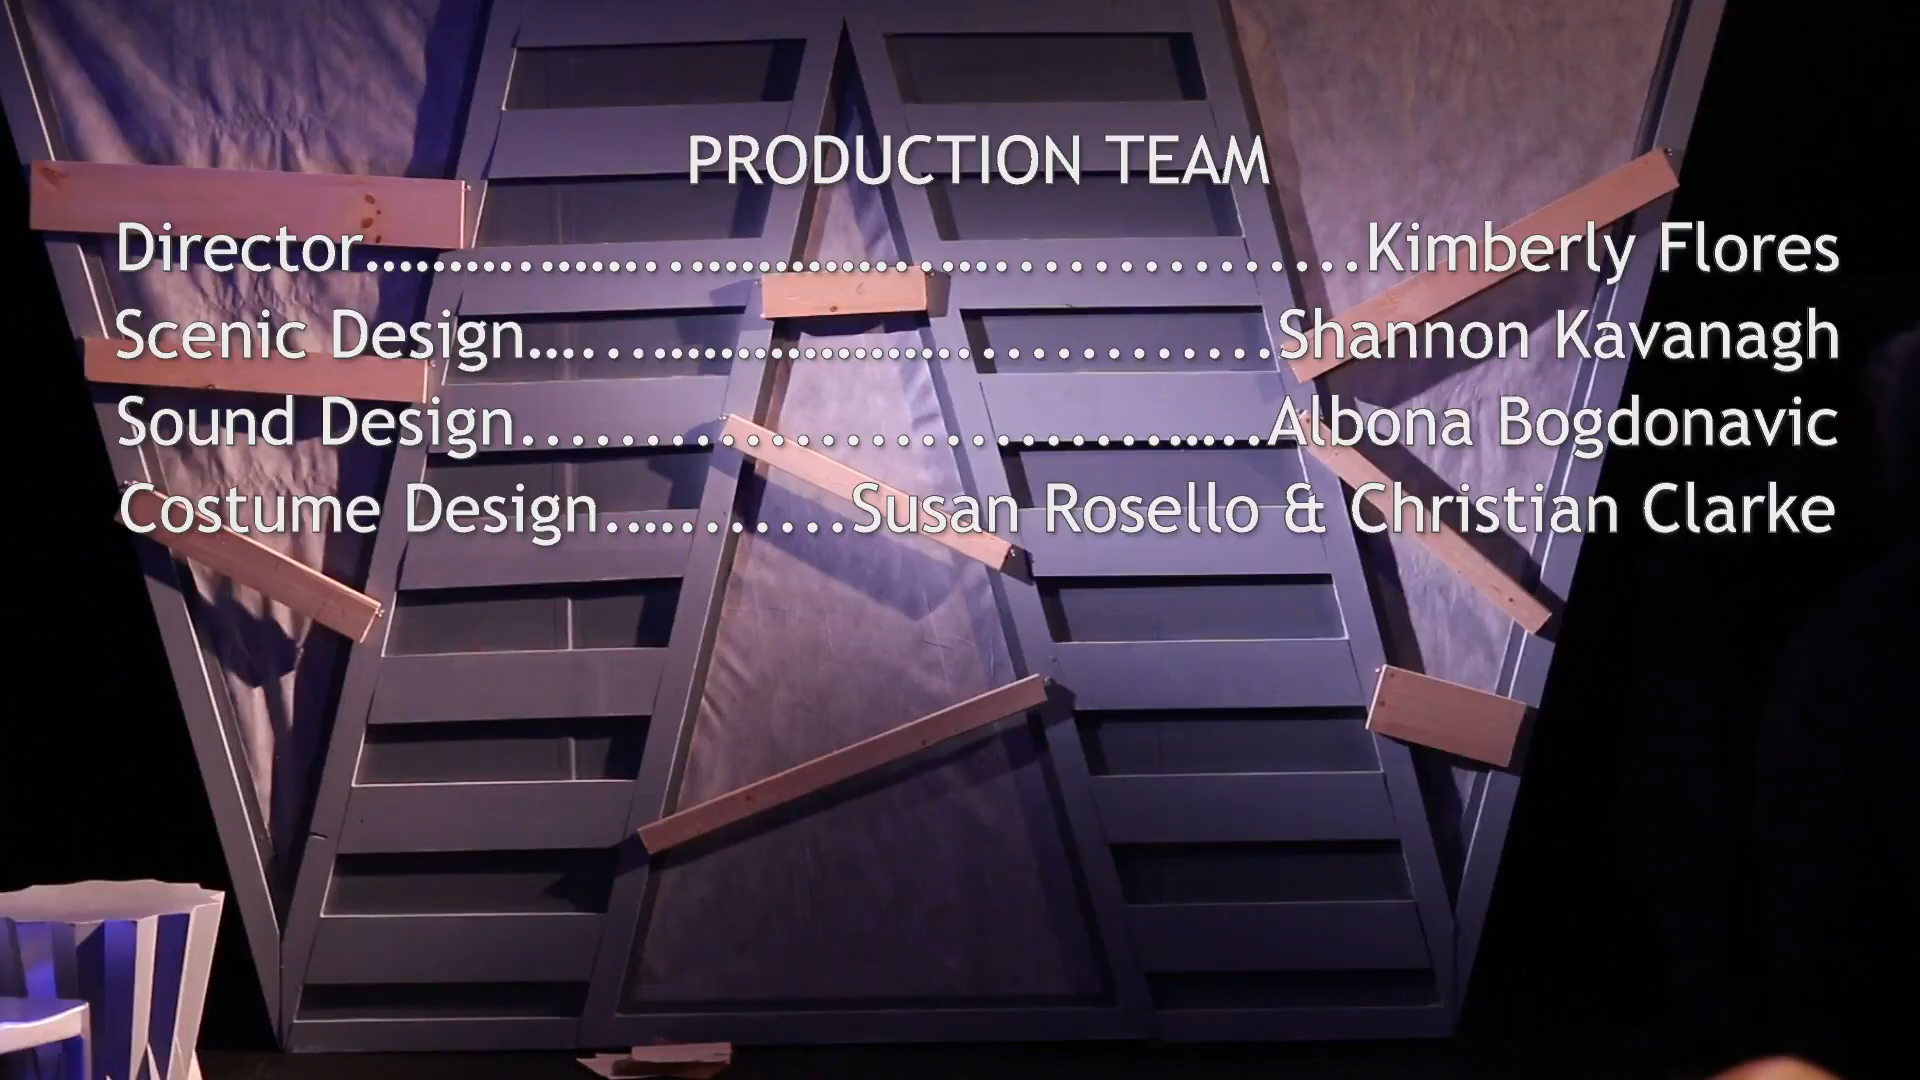 PRODUCTION TEAM
Director..........................................Kimberly Flores
Scenic Design....................................Shannon Kavanagh
Sound Design..............................Albona Bogdonavic
Costume Design............Susan Rosello & Christian Clarke